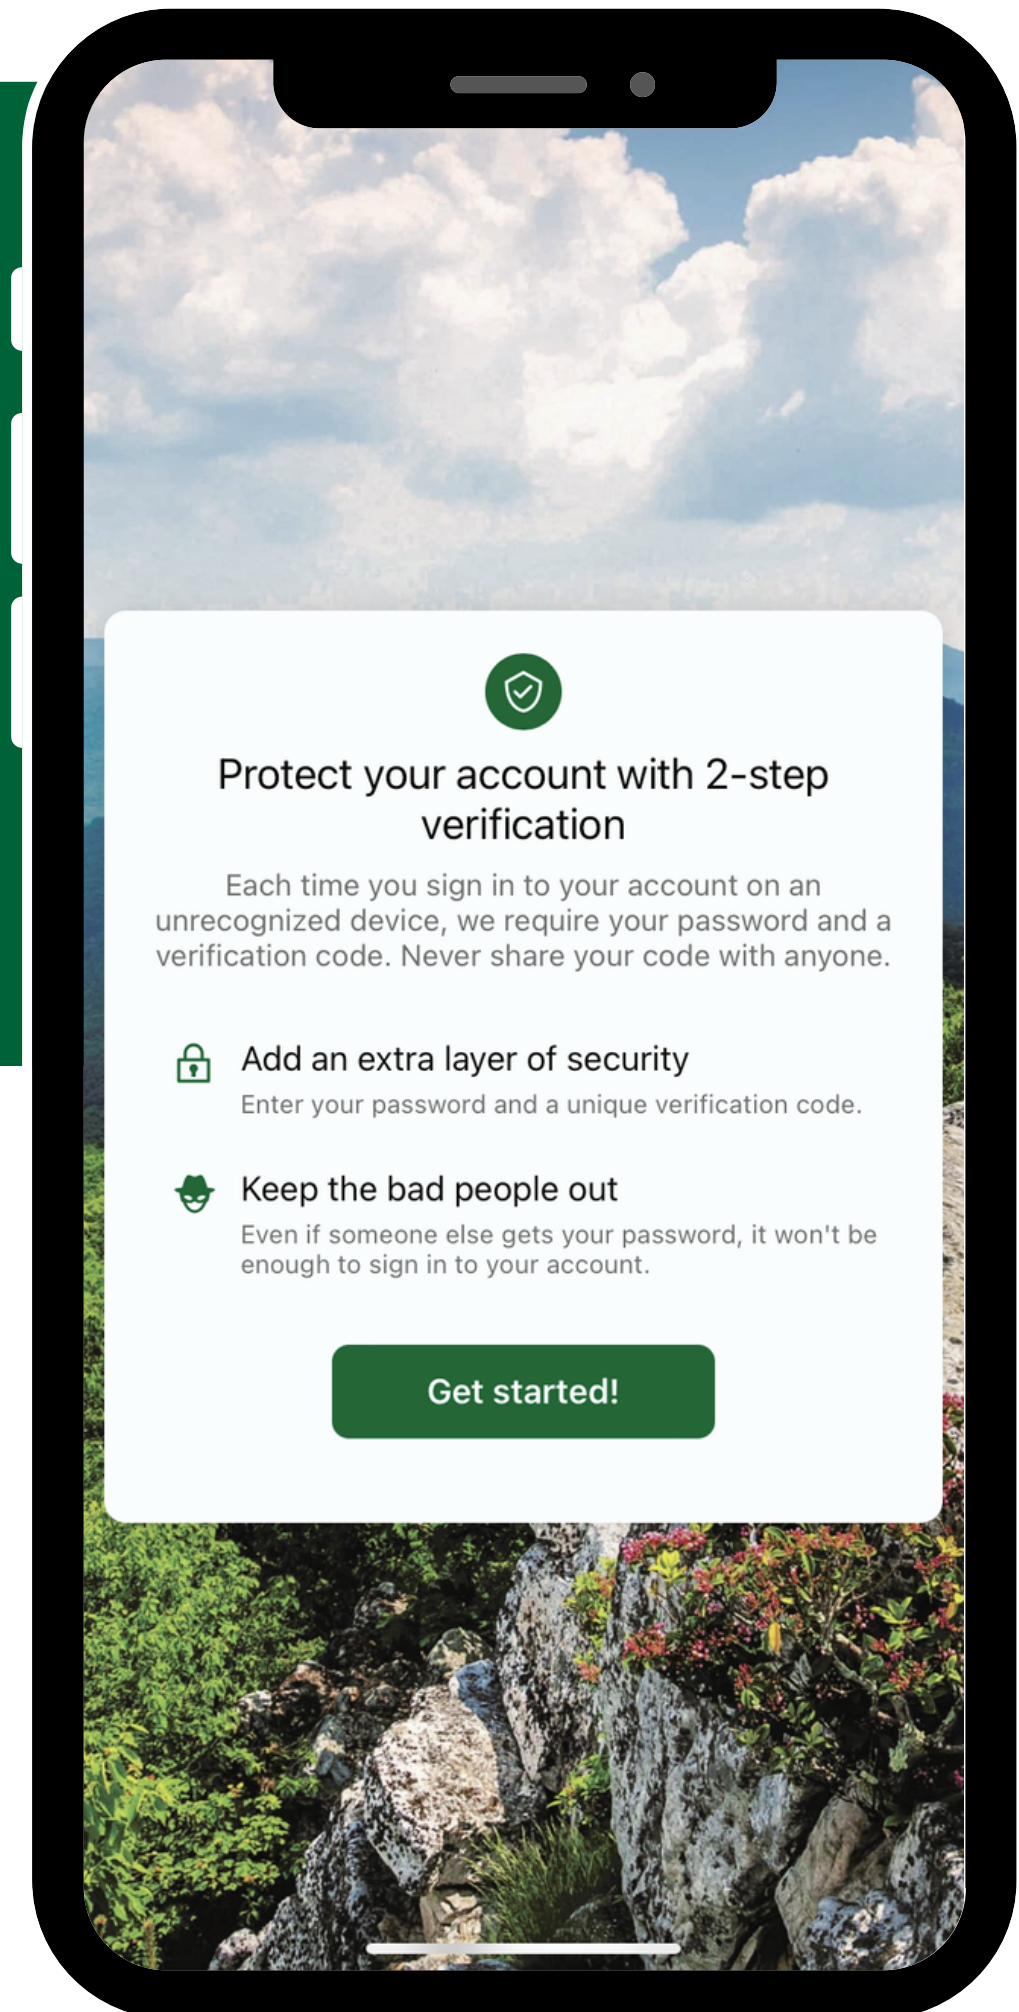 Protect your account with 2-step
verification
Each time you sign in to your account on an
unrecognized device, we require your password and a
verification code. Never share your code with anyone.
Add an extra layer of security
Enter your password and a unique verification code.
Keep the bad people out
Even if someone else gets your password, it won't be
enough to sign in to your account.
Get started!